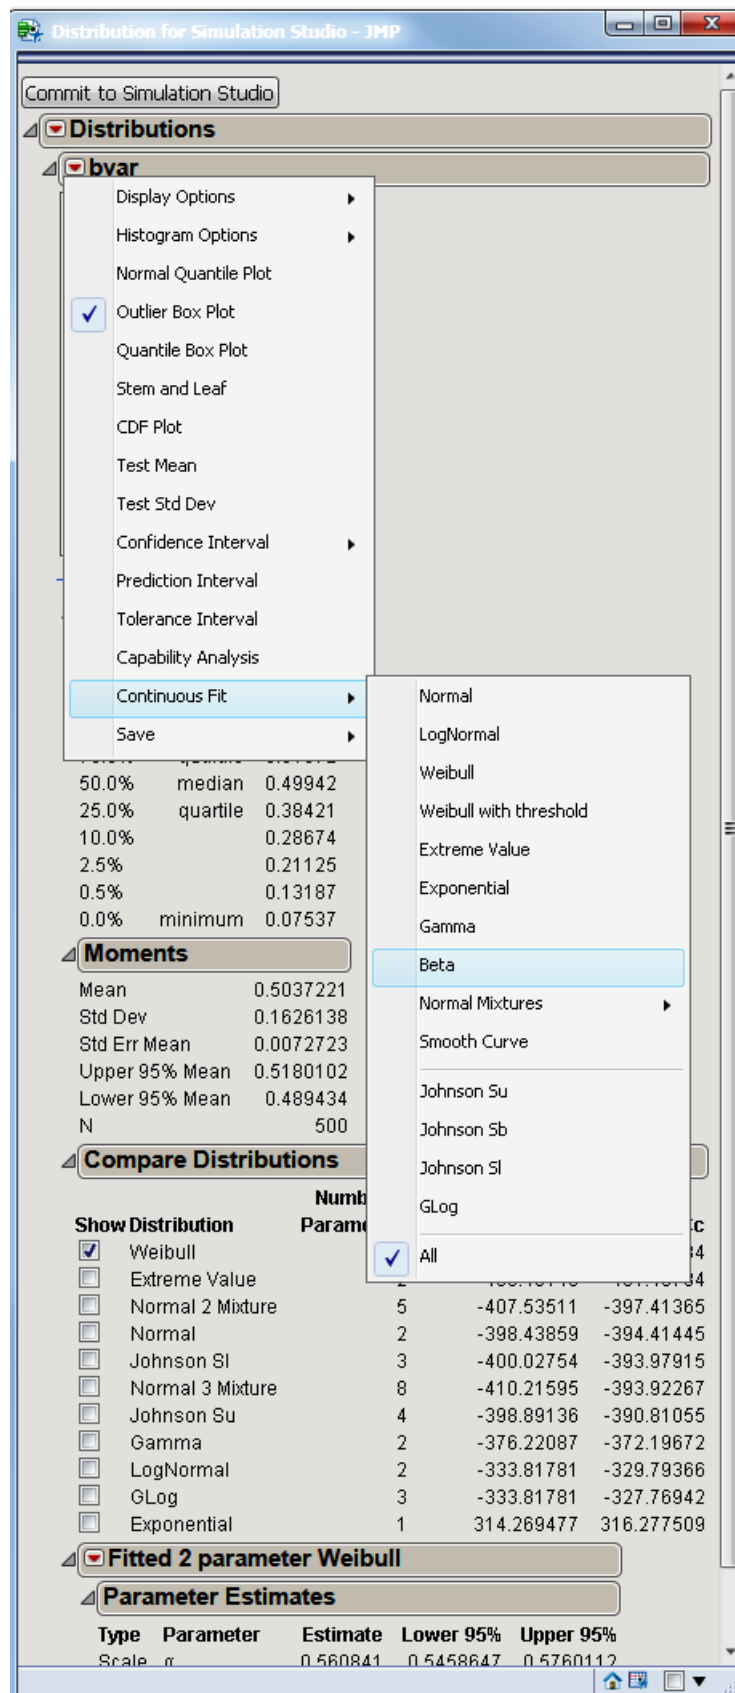 Distribution for Simulation Studio - JMP
Commit to Simulation Studio
Distributions
bvar
Display Options
Histogram Options
Normal Quantile Plot
Outlier Box Plot
Quantile Box Plot
Stem and Leaf
CDF Plot
Test Mean
Test Std Dev
Confidence Interval
Prediction Interval
Tolerance Interval
Capability Analysis
Continuous Fit
Save
Normal
LogNormal
Weibull
Weibull with threshold
Extreme Value
Exponential
Gamma
Beta
Normal Mixtures
Smooth Curve
Johnson Su
Johnson Sb
Johnson Sl
GLog
All
50.0% median 0.49942
25.0% quartile 0.38421
10.0% 0.28674
2.5% 0.21125
0.5% 0.13187
0.0% minimum 0.07537
Moments
Mean 0.5037221
Std Dev 0.1626138
Std Err Mean 0.0072723
Upper 95% Mean 0.5180102
Lower 95% Mean 0.489434
N 500
Compare Distributions
Show Distribution
Weibull
Extreme Value
Normal 2 Mixture 5 -407.53511 -397.41365
Normal 2 -398.43859 -394.41445
Johnson Sl 3 -400.02754 -393.97915
Normal 3 Mixture 8 -410.21595 -393.92267
Johnson Su 4 -398.89136 -390.81055
Gamma 2 -376.22087 -372.19672
LogNormal 2 -333.81781 -329.79366
GLog 3 -333.81781 -327.76942
Exponential 1 314.269477 316.277509
Fitted 2 parameter Weibull
Parameter Estimates
Type Parameter Estimate Lower 95% Upper 95%
Scale α 0.560841 0.5458647 0.5760112